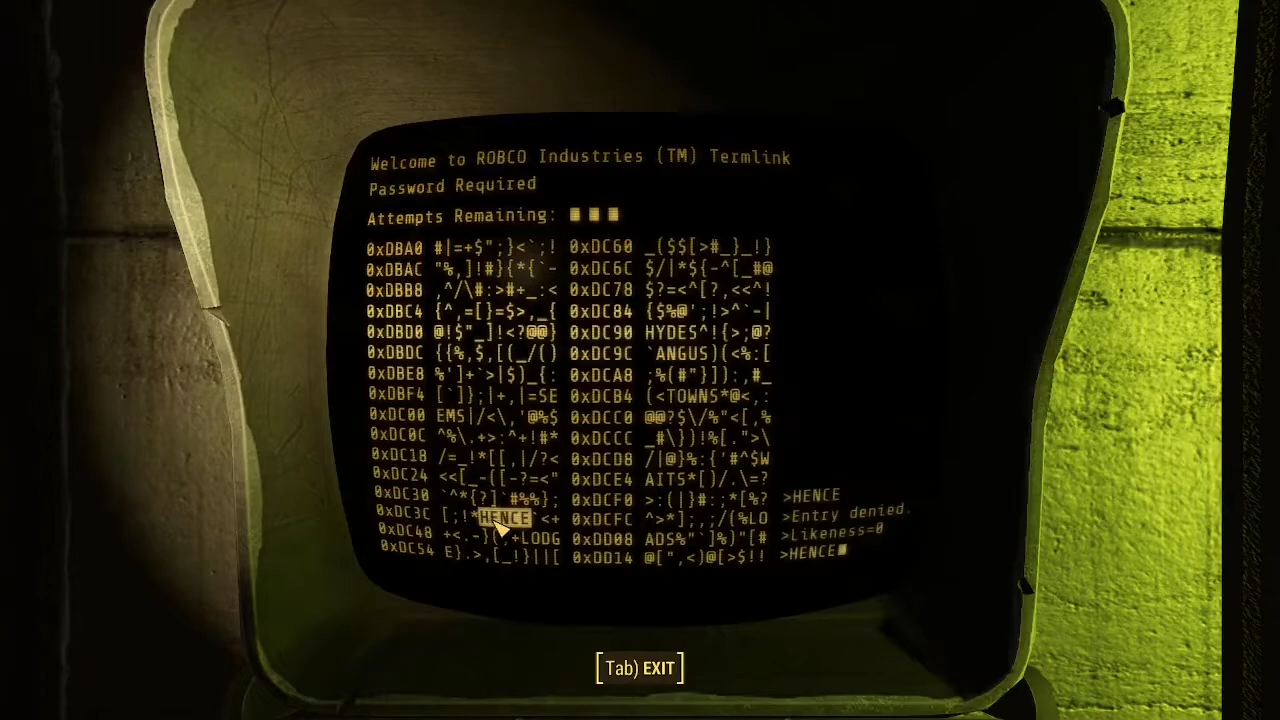 Welcome to ROBCO Industries (TM) Termlink
Password Required
Attempts Remaining: ■ ■ ■
0xDBA0 #|=+$";}<`;! 0xDC60 _($$[>#_}_!}
0xDBAC "%,]!#}{*{`- 0xDC6C $/|*${-^[_#@
0xDBB8 ,^/\#:>#+_:< 0xDC78 $?=<^[?,<<^!
0xDBC4 {^,=[}=$>,_{ 0xDC84 {$%@';!>^`-|
0xDBD0 @!$"_]!<?@@} 0xDC90 HYDES^!{>;@?
0xDBDC {{%,$,[(_/() 0xDC9C `ANGUS){<%:[
0xDBE8 %']+`>|$)_{: 0xDCA8 ;%(#"}]):,#_
0xDBF4 [`]};|+,|=SE 0xDCB4 (<TOWNS*@<,:
0xDC00 EMS|/<\,'@%$ 0xDCC0 @@?$\/%"<[,%
0xDC0C ^%\.+>:^+!#* 0xDCCC _#\})!%[.">\
0xDC18 /=_!*[[,|/?< 0xDCD8 /|@}%:{'#^$W
0xDC24 <<[_-([-?=<" 0xDCE4 AITS*[)/.\=?
0xDC30 `^*{?]`#%%}; 0xDCF0 >:(|}#:;*[%? >HENCE
0xDC3C [;!*HENCE`<+ 0xDCFC ^>*];,;/(%LO >Entry denied.
0xDC48 +<.-}( +LODG 0xDD08 ADS%"`]%)"[# >Likeness=0
0xDC54 E}.>,[_!}||[ 0xDD14 @[",<)@[>$!! >HENCE■
[Tab) EXIT]